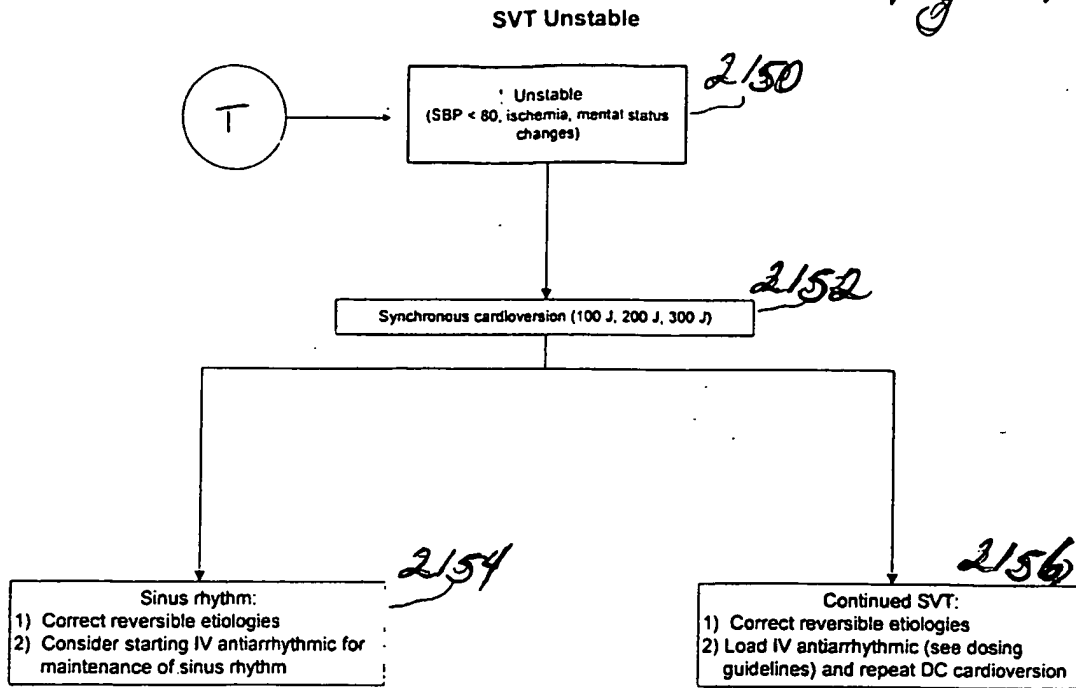 SVT Unstable
T
2150
Unstable
(SBP < 80, ischemia, mental status
changes)
2152
Synchronous cardioversion (100 J, 200 J, 300 J)
2154
Sinus rhythm:
1) Correct reversible etiologies
2) Consider starting IV antiarrhythmic for
maintenance of sinus rhythm
2156
Continued SVT:
1) Correct reversible etiologies
2) Load IV antiarrhythmic (see dosing
guidelines) and repeat DC cardioversion